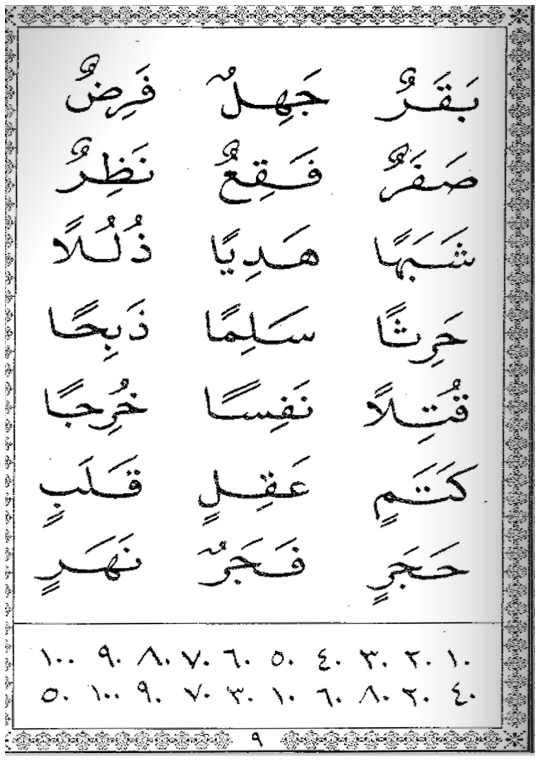 بَقَرٌ جَهِلٌ فَرِضٌ
صَفَرٌ فَقِعٌ نَظِرٌ
شَبَهًا هَدِيًا ذُلُلًا
حَرِثًا سَلِمًا ذَبِحًا
قُتِلًا نَفِسًا خُرِجًا
كَتَمٍ عَقِلٍ قَلَبٍ
حَجَرٍ فَجَرٌ نَهَرٍ
١٠ ٢٠ ٣٠ ٤٠ ٥٠ ٦٠ ٧٠ ٨٠ ٩٠ ١٠٠
٤٠ ٢٠ ٨٠ ٦٠ ١٠ ٣٠ ٧٠ ٩٠ ١٠٠ ٥٠
٩